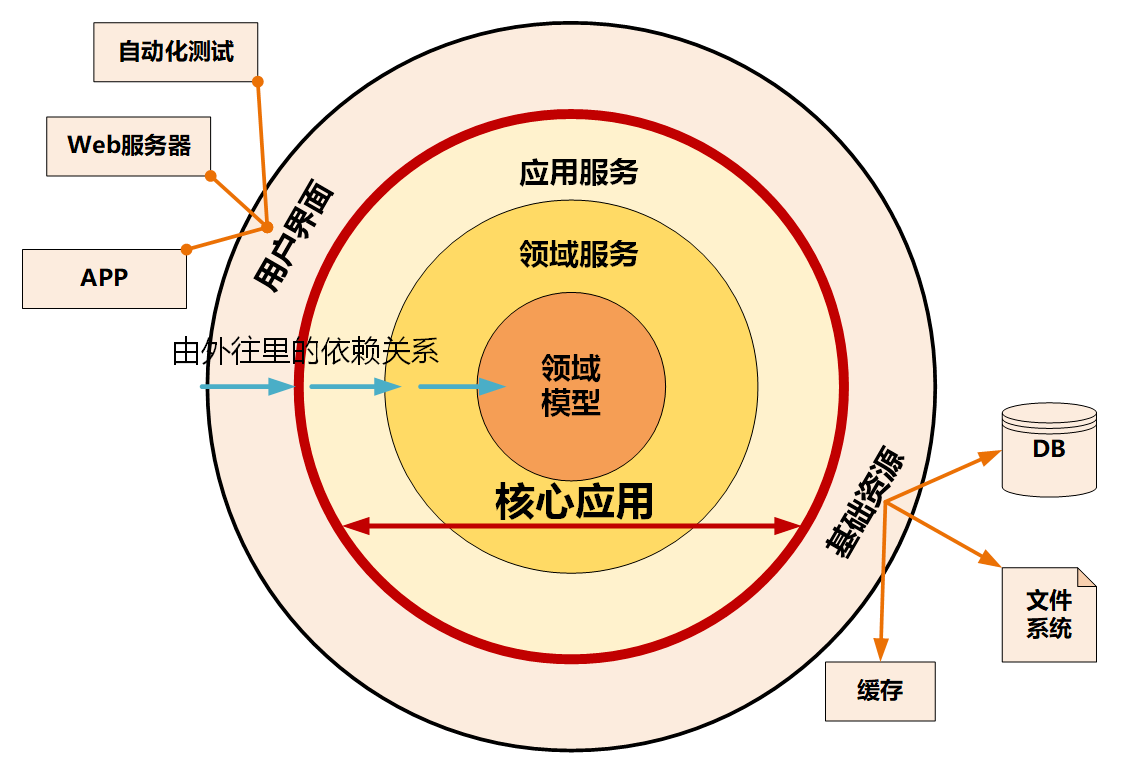 自动化测试
Web服务器
APP
用户界面
应用服务
领域服务
由外往里的依赖关系
领域
模型
核心应用
基础资源
DB
文件
系统
缓存